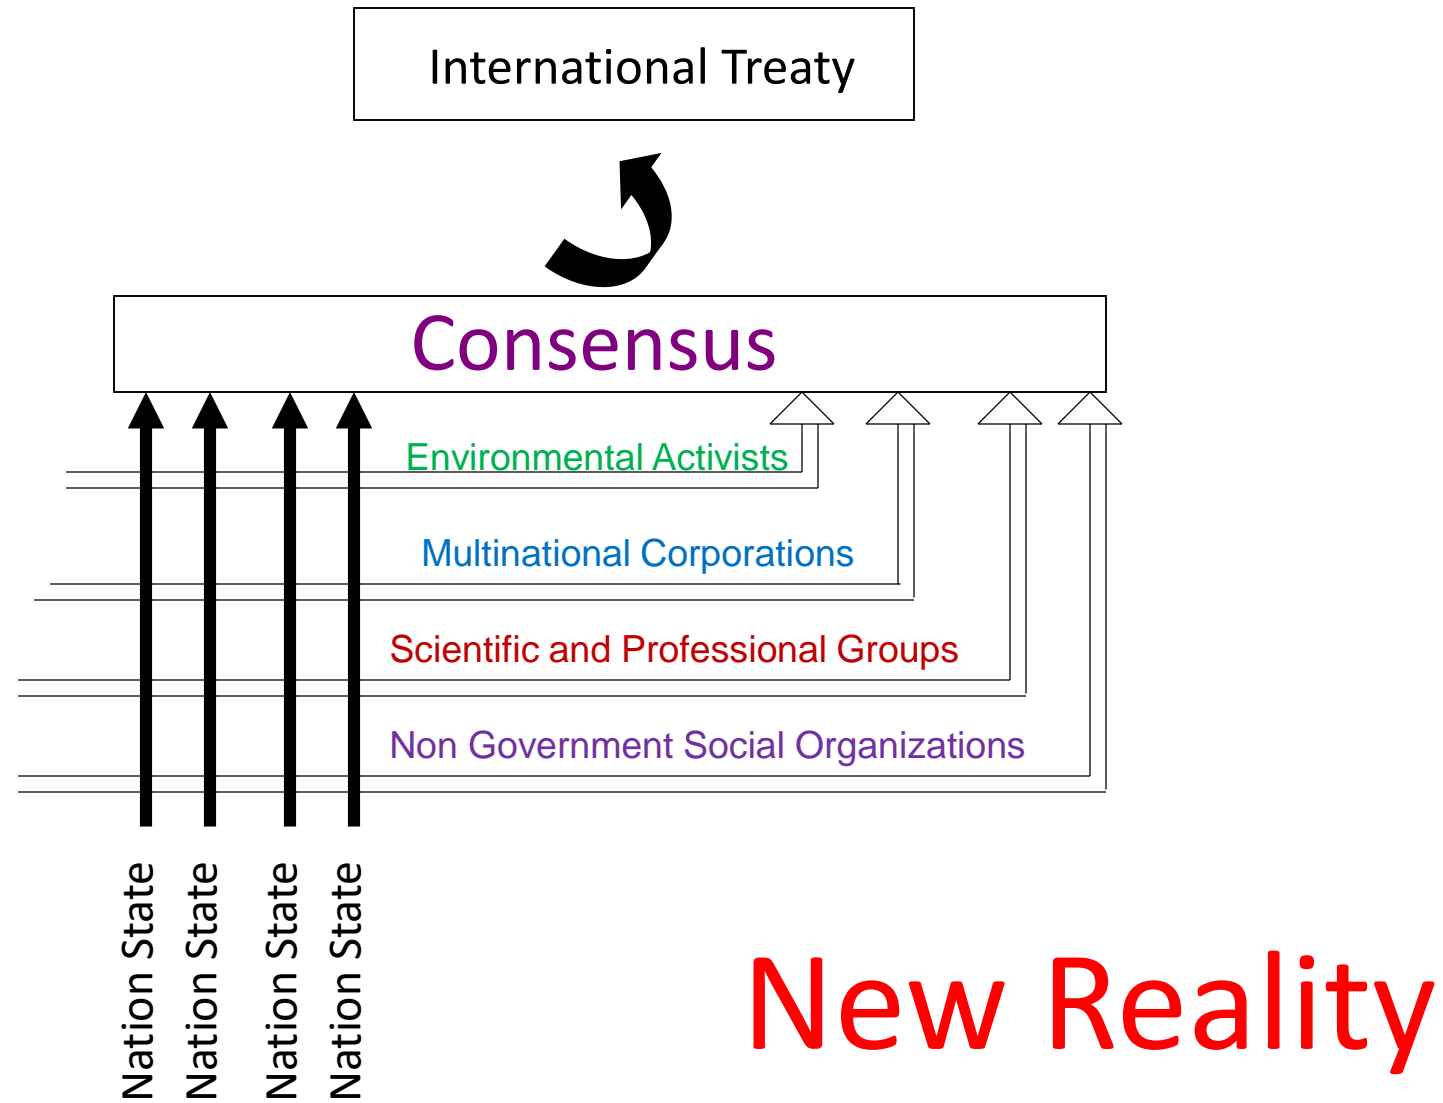 International Treaty
Consensus
Environmental Activists
Multinational Corporations
Scientific and Professional Groups
Non Government Social Organizations
Nation State
Nation State
Nation State
Nation State
New Reality